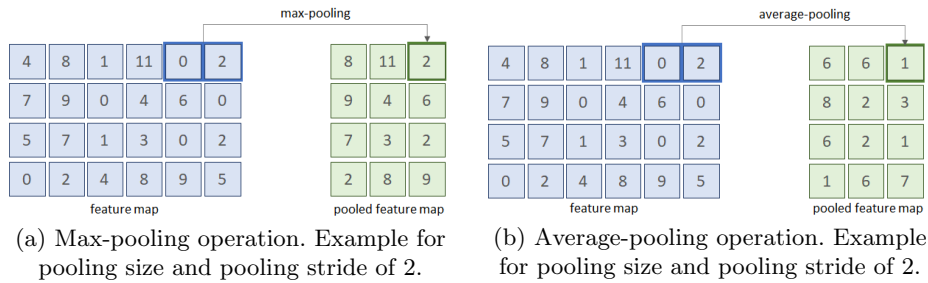 max-pooling
4 8 1 11 0 2 8 11 2
7 9 0 4 6 0 9 4 6
5 7 1 3 0 2 7 3 2
0 2 4 8 9 5 2 8 9
feature map pooled feature map
(a) Max-pooling operation. Example for
pooling size and pooling stride of 2.
average-pooling
4 8 1 11 0 2 6 6 1
7 9 0 4 6 0 8 2 3
5 7 1 3 0 2 6 2 1
0 2 4 8 9 5 1 6 7
feature map pooled feature map
(b) Average-pooling operation. Example
for pooling size and pooling stride of 2.